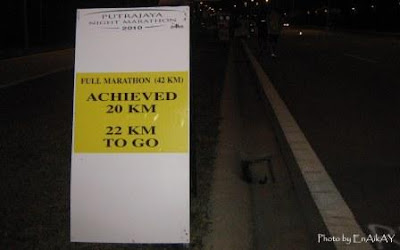 PUTRAJAYA
NIGHT MARATHON
2010
FULL MARATHON (42 KM)
ACHIEVED
20 KM
22 KM
TO GO
Photo by EnAikAY